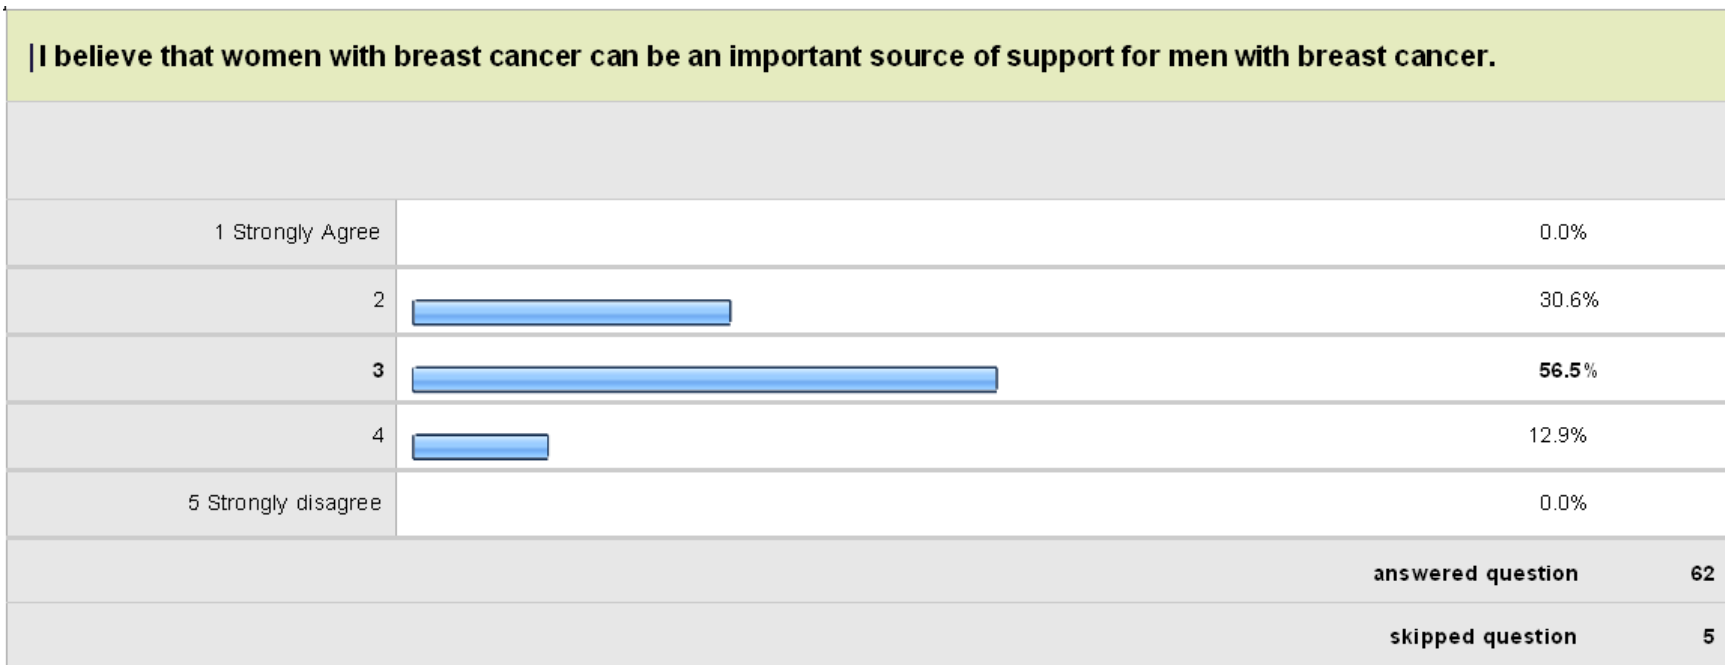 I believe that women with breast cancer can be an important source of support for men with breast cancer.
1 Strongly Agree 0.0%
2 30.6%
3 56.5%
4 12.9%
5 Strongly disagree 0.0%
answered question 62
skipped question 5